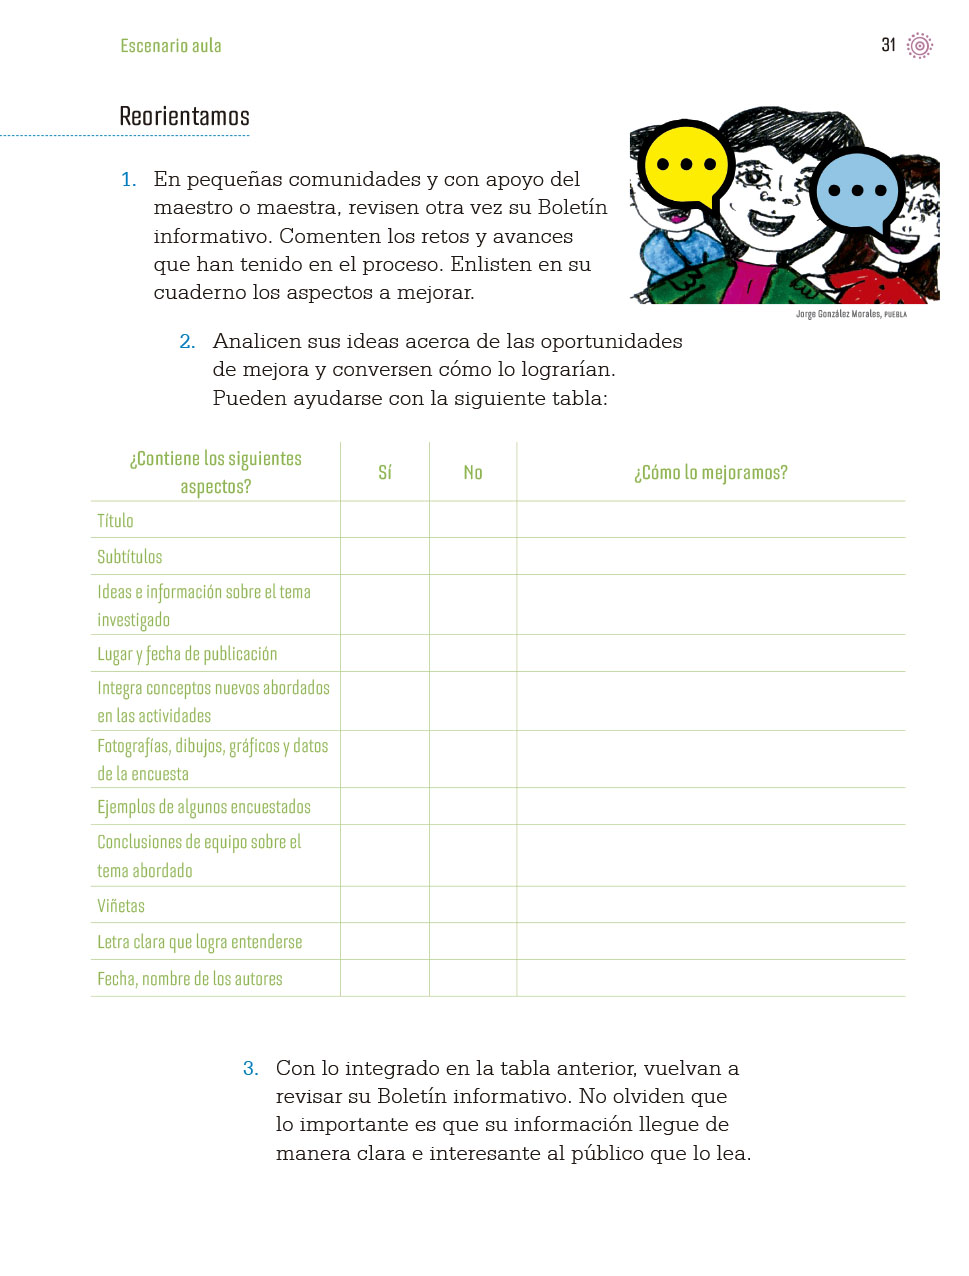 Escenario aula
31
Reorientamos
1. En pequeñas comunidades y con apoyo del
maestro o maestra, revisen otra vez su Boletín
informativo. Comenten los retos y avances
que han tenido en el proceso. Enlisten en su
cuaderno los aspectos a mejorar.
Jorge González Morales, PUEBLA
2. Analicen sus ideas acerca de las oportunidades
de mejora y conversen cómo lo lograrían.
Pueden ayudarse con la siguiente tabla:
¿Contiene los siguientes
aspectos?
Sí
No
¿Cómo lo mejoramos?
Título
Subtítulos
Ideas e información sobre el tema
investigado
Lugar y fecha de publicación
Integra conceptos nuevos abordados
en las actividades
Fotografías, dibujos, gráficos y datos
de la encuesta
Ejemplos de algunos encuestados
Conclusiones de equipo sobre el
tema abordado
Viñetas
Letra clara que logra entenderse
Fecha, nombre de los autores
3. Con lo integrado en la tabla anterior, vuelvan a
revisar su Boletín informativo. No olviden que
lo importante es que su información llegue de
manera clara e interesante al público que lo lea.